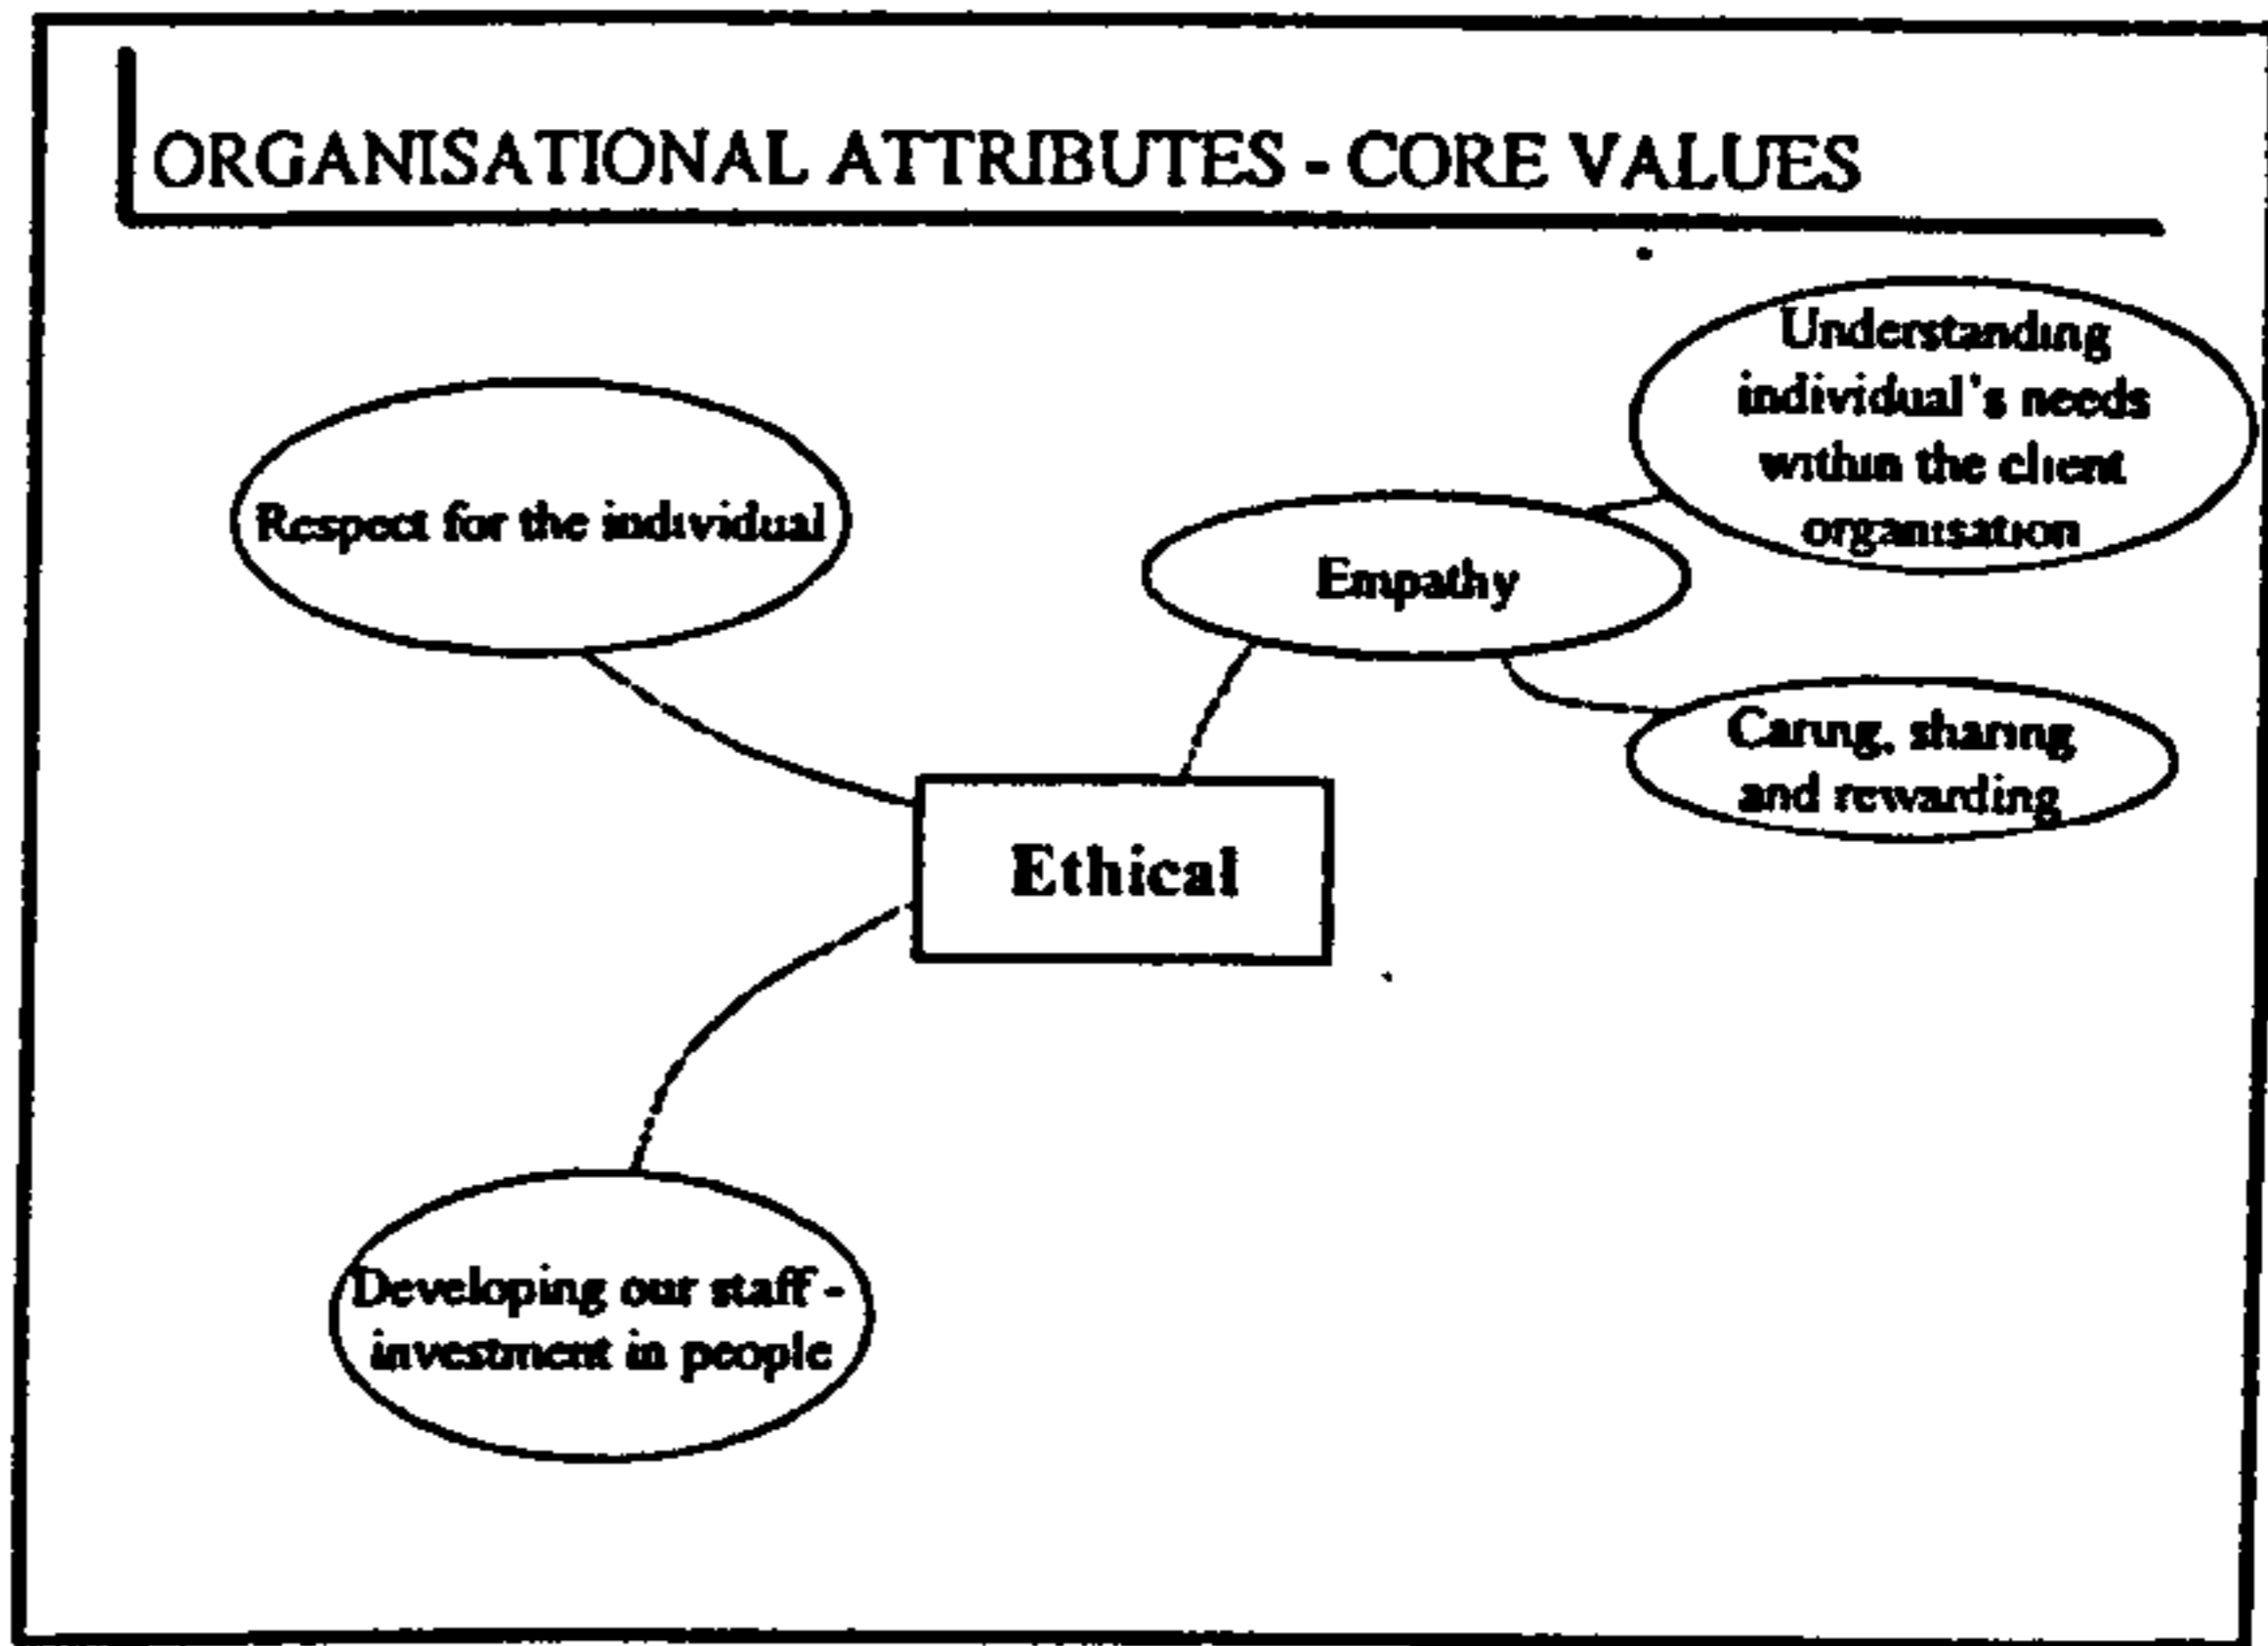 ORGANISATIONAL ATTRIBUTES - CORE VALUES
Understanding
individual's needs
within the client
organisation
Respect for the individual
Empathy
Caring, sharing
and rewarding
Ethical
Developing our staff -
investment in people